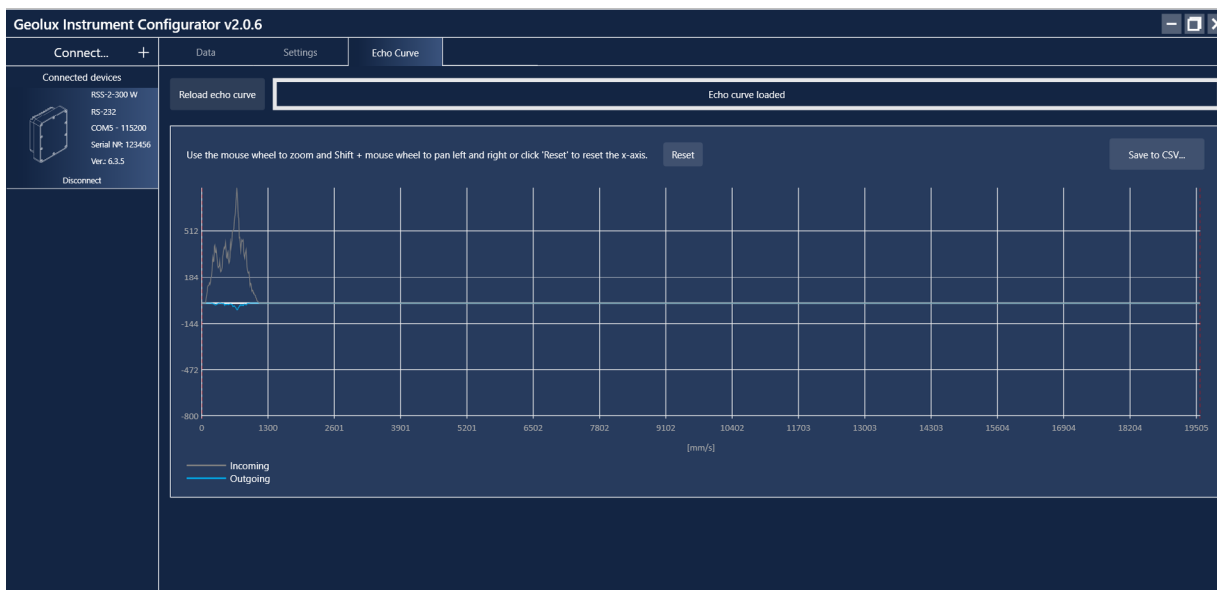 Geolux Instrument Configurator v2.0.6
Connect... +
Data Settings Echo Curve
Connected devices
RSS-2-300 W
RS-232
COM5 - 115200
Serial №: 123456
Ver.: 6.3.5
Disconnect
Reload echo curve
Echo curve loaded
Use the mouse wheel to zoom and Shift + mouse wheel to pan left and right or click 'Reset' to reset the x-axis.
Reset
Save to CSV...
512
184
-144
-472
-800
0 1300 2601 3901 5201 6502 7802 9102 10402 11703 13003 14303 15604 16904 18204 19505
[mm/s]
Incoming
Outgoing